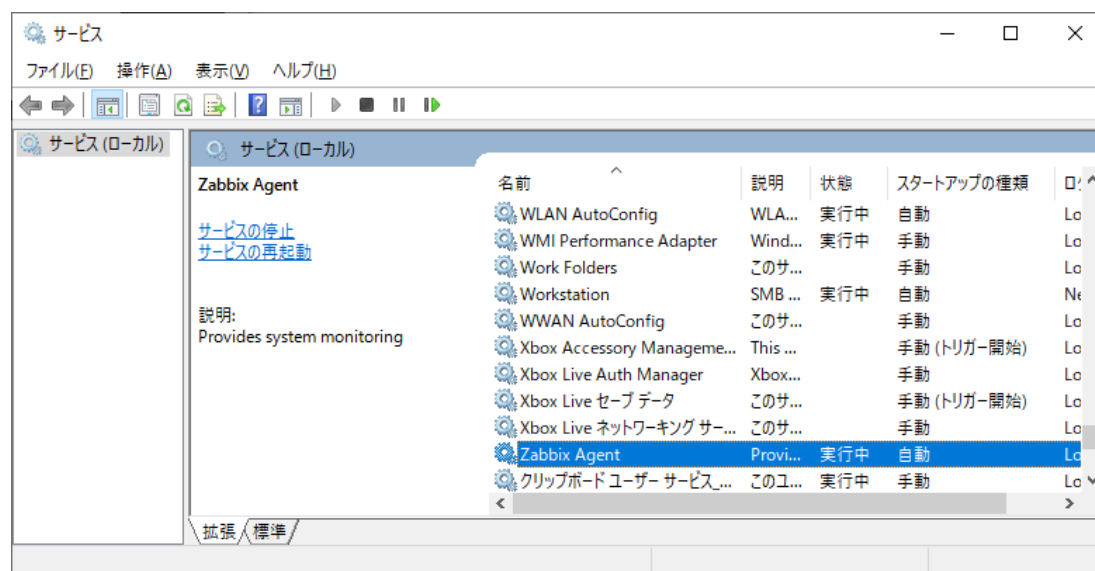 サービス
ファイル(F) 操作(A) 表示(V) ヘルプ(H)
サービス (ローカル)
サービス (ローカル)
Zabbix Agent
サービスの停止
サービスの再起動
説明:
Provides system monitoring
名前 説明 状態 スタートアップの種類
WLAN AutoConfig WLA... 実行中 自動 Lo
WMI Performance Adapter Wind... 実行中 手動 Lo
Work Folders このサ... 手動 Lo
Workstation SMB ... 実行中 自動 Ne
WWAN AutoConfig このサ... 手動 Lo
Xbox Accessory Manageme... This ... 手動 (トリガー開始) Lo
Xbox Live Auth Manager Xbox... 手動 Lo
Xbox Live セーブ データ このサ... 手動 (トリガー開始) Lo
Xbox Live ネットワーキング サー... このサ... 手動 Lo
Zabbix Agent Provi... 実行中 自動 Lo
クリップボード ユーザー サービス_... このユ... 実行中 手動 Lo
拡張 標準